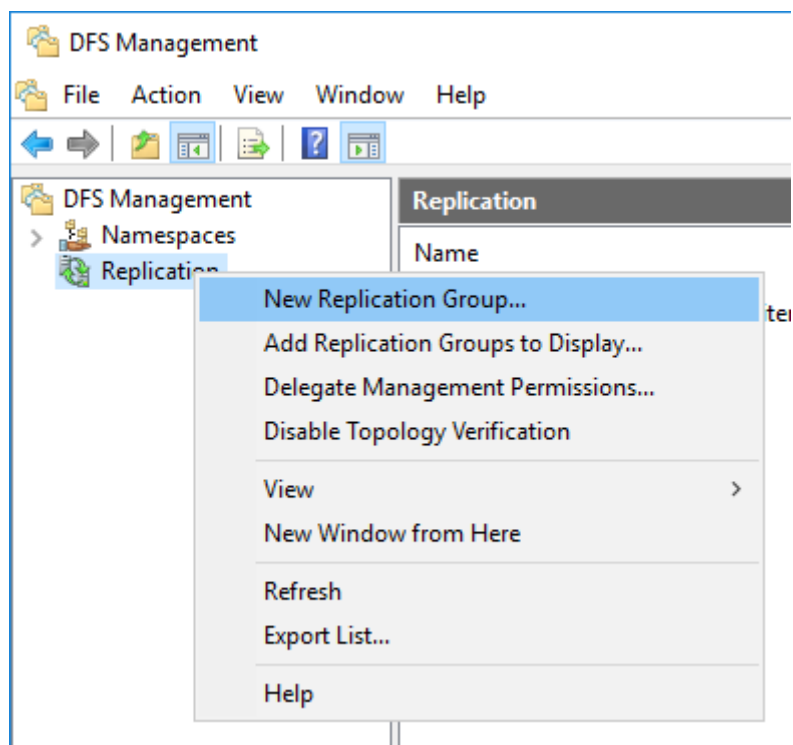 DFS Management
File Action View Window Help
DFS Management
Namespaces
Replication
Replication
Name
New Replication Group...
Add Replication Groups to Display...
Delegate Management Permissions...
Disable Topology Verification
View
New Window from Here
Refresh
Export List...
Help